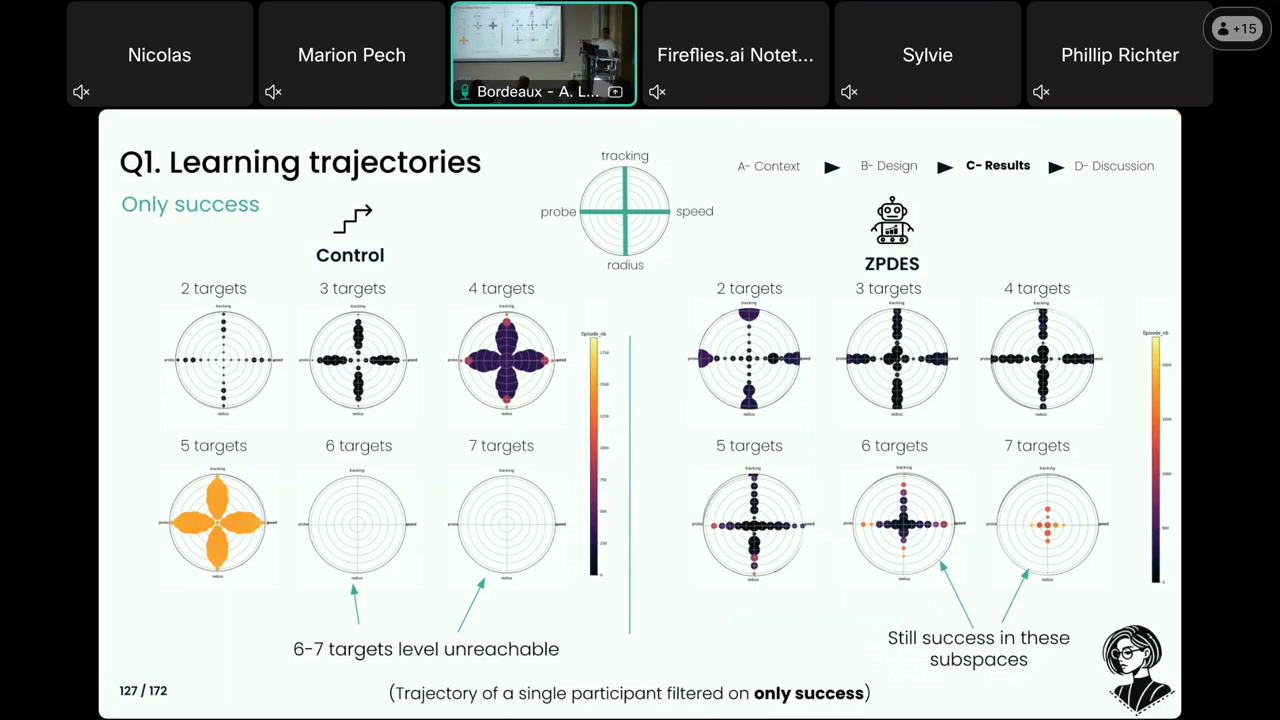 Nicolas
Marion Pech
Bordeaux - A. L...
Fireflies.ai Notet...
Sylvie
Phillip Richter
+15
Q1. Learning trajectories
Only success
tracking
probe
speed
radius
A- Context
B- Design
C- Results
D- Discussion
Control
ZPDES
2 targets
3 targets
4 targets
5 targets
6 targets
7 targets
Episode_nb
2 targets
3 targets
4 targets
5 targets
6 targets
7 targets
6-7 targets level unreachable
Still success in these
subspaces
127 / 172
(Trajectory of a single participant filtered on only success)